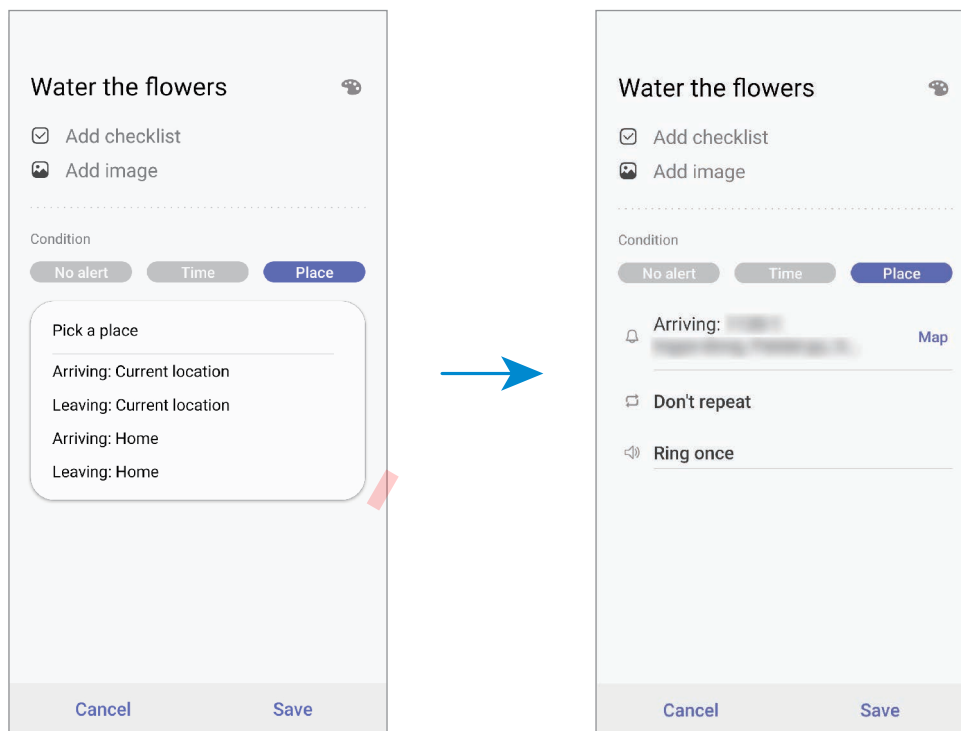 Water the flowers
Add checklist
Add image
Condition
No alert Time Place
Pick a place
Arriving: Current location
Leaving: Current location
Arriving: Home
Leaving: Home
Cancel Save
Water the flowers
Add checklist
Add image
Condition
No alert Time Place
Arriving:
Map
Don't repeat
Ring once
Cancel Save